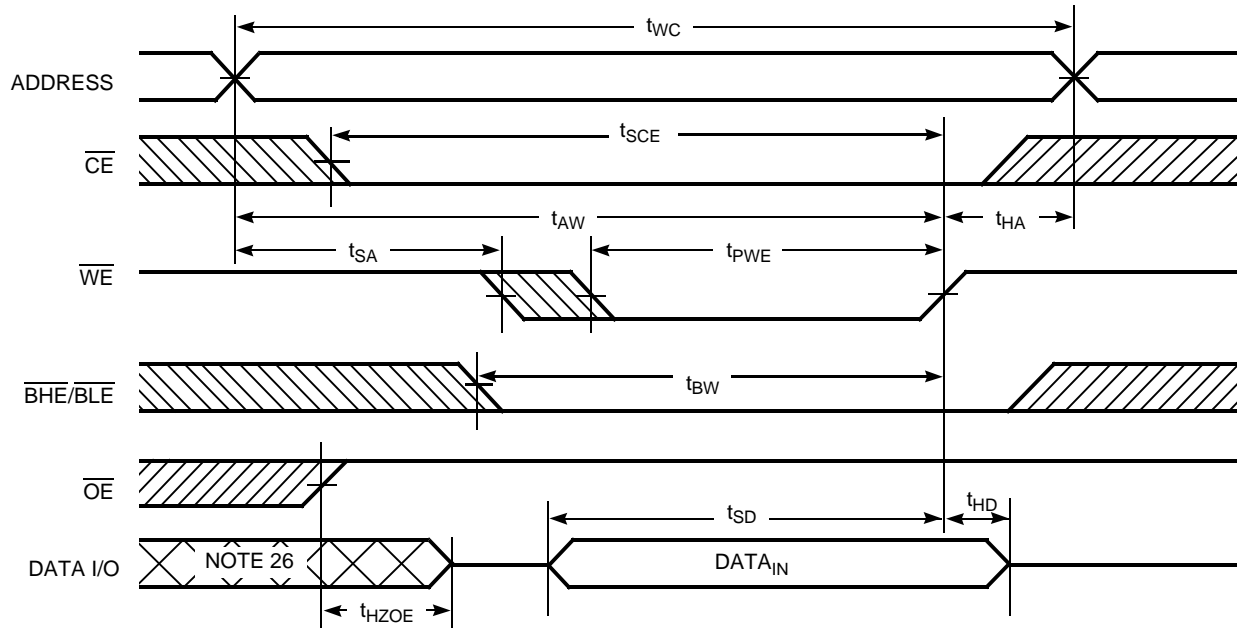 tWC
ADDRESS
tSCE
CE
tAW
tHA
tSA
tPWE
WE
BHE/BLE
tBW
OE
tSD
tHD
DATA I/O
NOTE 26
DATAIN
tHZOE